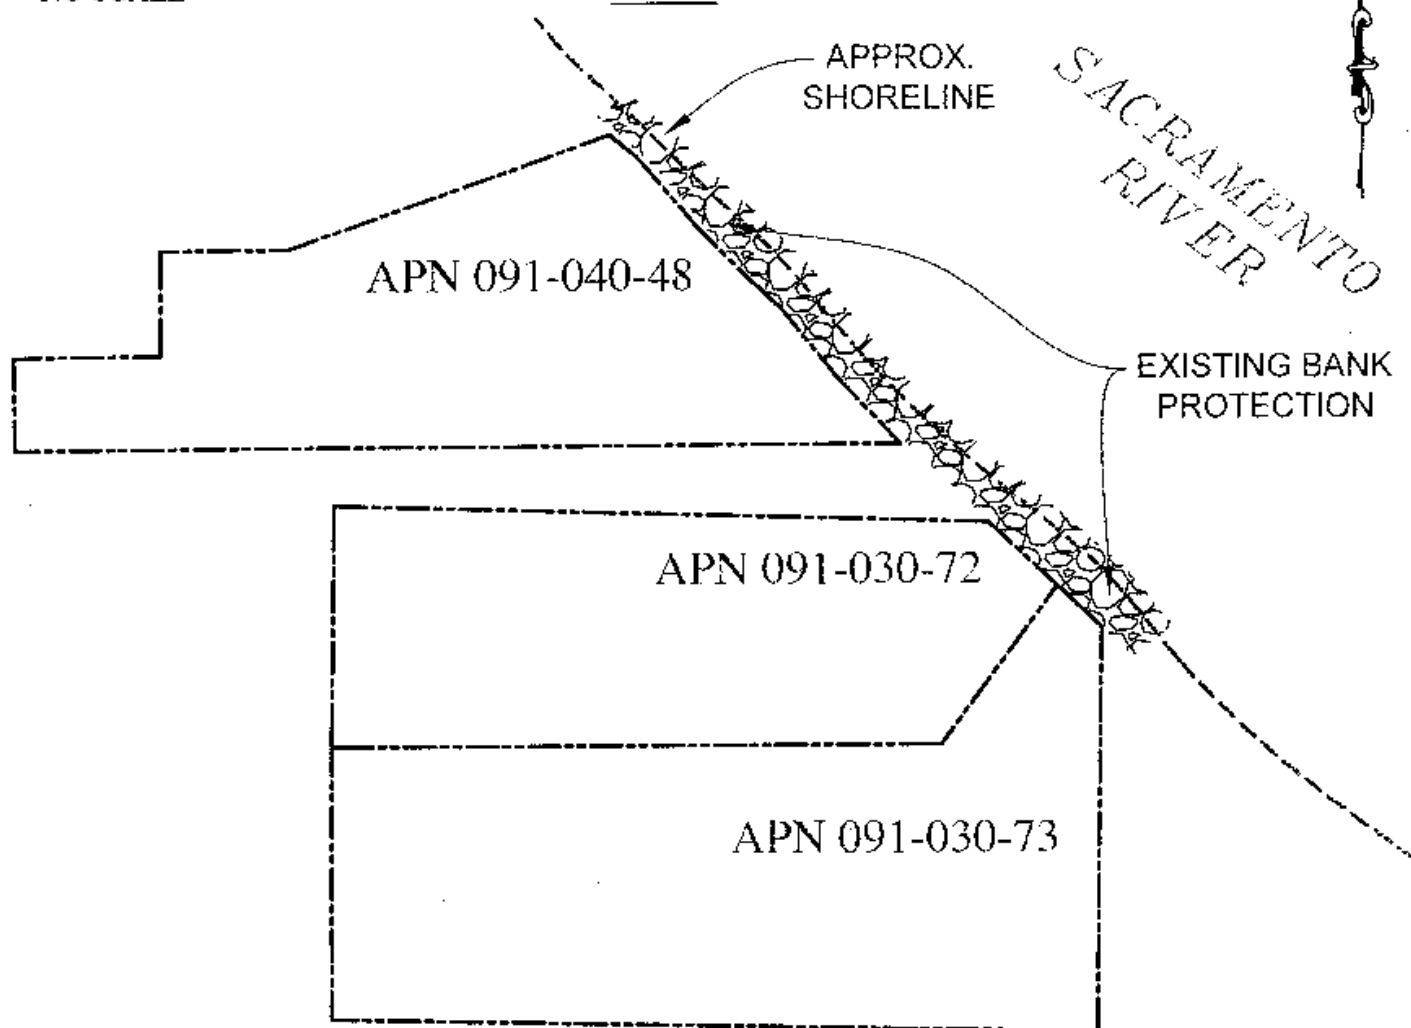 APPROX.
SHORELINE
SACRAMENTO
RIVER
APN 091-040-48
EXISTING BANK
PROTECTION
APN 091-030-72
APN 091-030-73